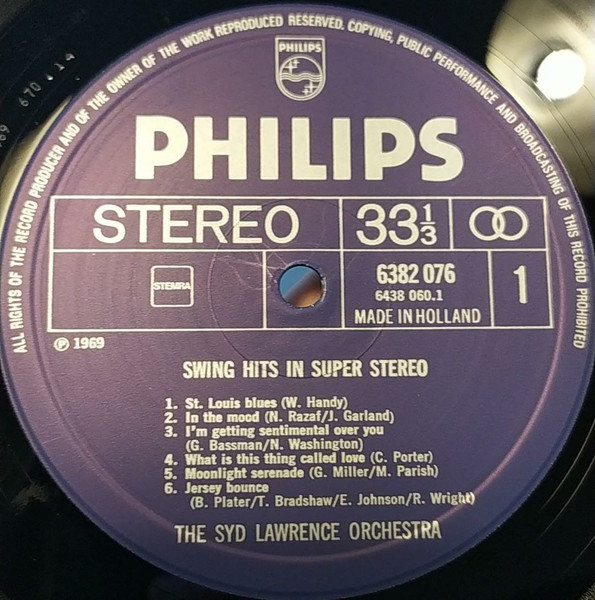 ALL RIGHTS OF THE RECORD PRODUCER AND OF THE OWNER OF THE WORK REPRODUCED RESERVED. COPYING, PUBLIC PERFORMANCE AND BROADCASTING OF THIS RECORD PROHIBITED
670 414
PHILIPS
PHILIPS
STEREO
33 1/3
STEMRA
6382 076
6438 060.1
MADE IN HOLLAND
1
℗ 1969
SWING HITS IN SUPER STEREO
1. St. Louis blues (W. Handy)
2. In the mood (N. Razaf/J. Garland)
3. I'm getting sentimental over you
(G. Bassman/N. Washington)
4. What is this thing called love (C. Porter)
5. Moonlight serenade (G. Miller/M. Parish)
6. Jersey bounce
(B. Plater/T. Bradshaw/E. Johnson/R. Wright)
THE SYD LAWRENCE ORCHESTRA